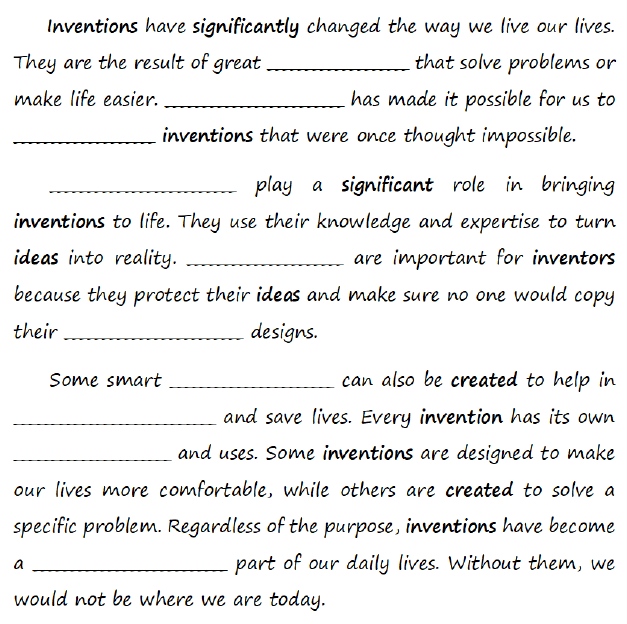 Inventions have significantly changed the way we live our lives.
They are the result of great _______________ that solve problems or
make life easier. ___________________ has made it possible for us to
_______________ inventions that were once thought impossible.
____________________ play a significant role in bringing
inventions to life. They use their knowledge and expertise to turn
ideas into reality. _________________ are important for inventors
because they protect their ideas and make sure no one would copy
their ___________________ designs.
Some smart __________________ can also be created to help in
______________________ and save lives. Every invention has its own
_________________ and uses. Some inventions are designed to make
our lives more comfortable, while others are created to solve a
specific problem. Regardless of the purpose, inventions have become
a _____________________ part of our daily lives. Without them, we
would not be where we are today.